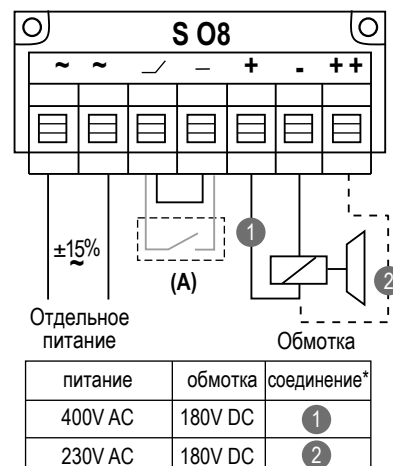 S O8
~ ~ — + - ++
±15%
~
1
(A)
2
Отдельное
питание
Обмотка
питание обмотка соединение*
400V AC 180V DC 1
230V AC 180V DC 2